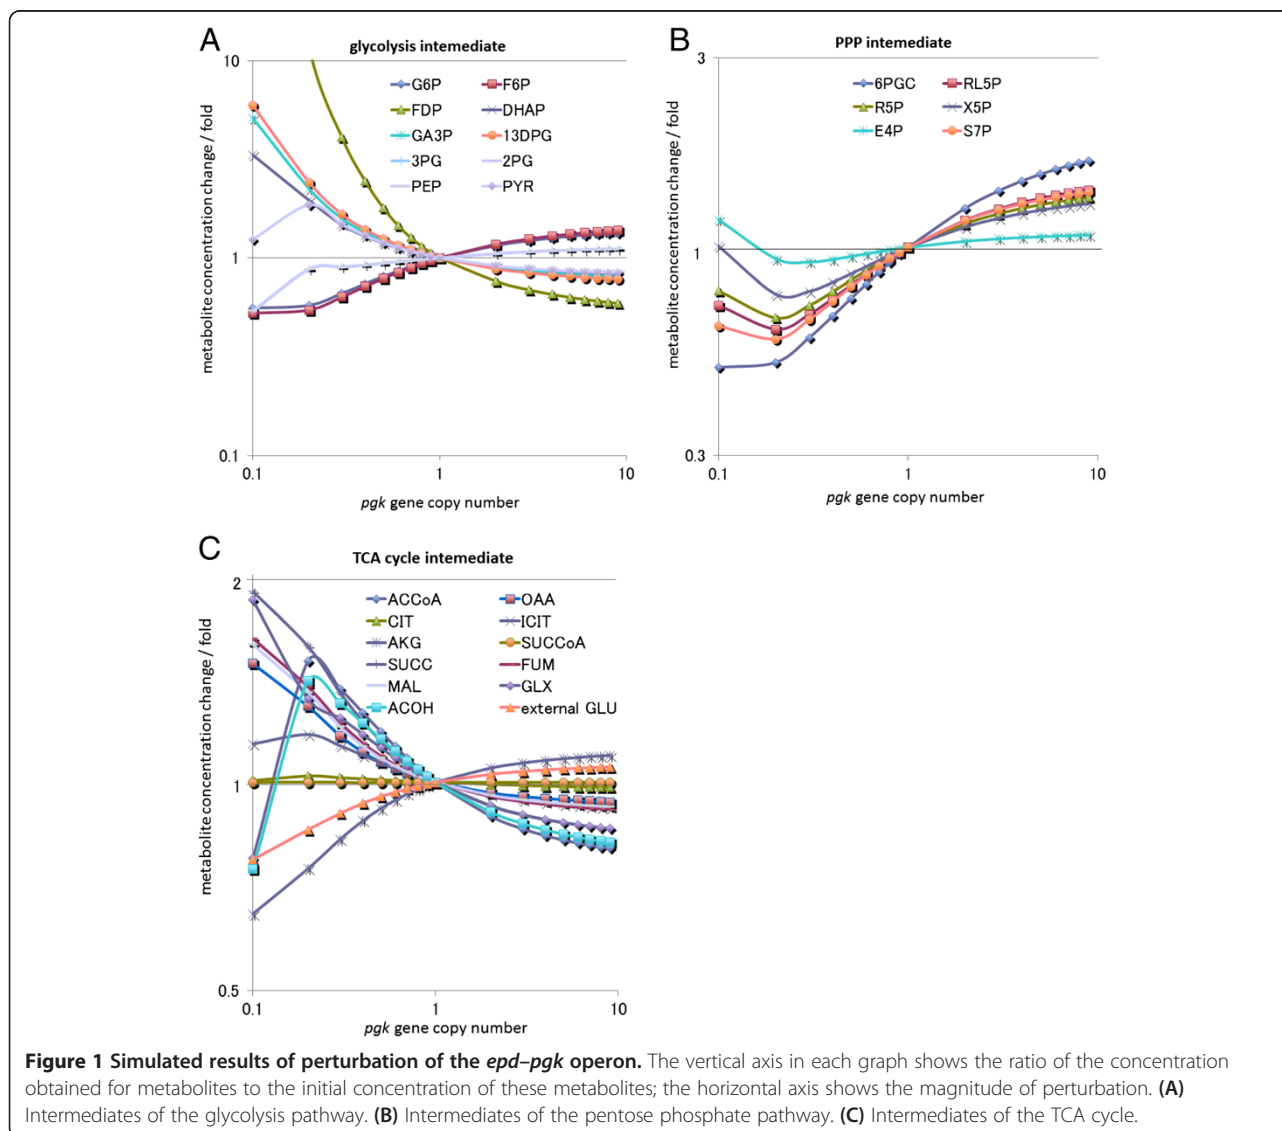 A
glycolysis intemediate
metabolite concentration change / fold
10
1
0.1
G6P F6P
FDP DHAP
GA3P 13DPG
3PG 2PG
PEP PYR
0.1 1 10
pgk gene copy number
B
PPP intemediate
metabolite concentration change / fold
3
1
0.3
6PGC RL5P
R5P X5P
E4P S7P
0.1 1 10
pgk gene copy number
C
TCA cycle intemediate
metabolite concentration change / fold
2
1
0.5
ACCoA OAA
CIT ICIT
AKG SUCCoA
SUCC FUM
MAL GLX
ACOH external GLU
0.1 1 10
pgk gene copy number
Figure 1 Simulated results of perturbation of the epd–pgk operon. The vertical axis in each graph shows the ratio of the concentration
obtained for metabolites to the initial concentration of these metabolites; the horizontal axis shows the magnitude of perturbation. (A)
Intermediates of the glycolysis pathway. (B) Intermediates of the pentose phosphate pathway. (C) Intermediates of the TCA cycle.